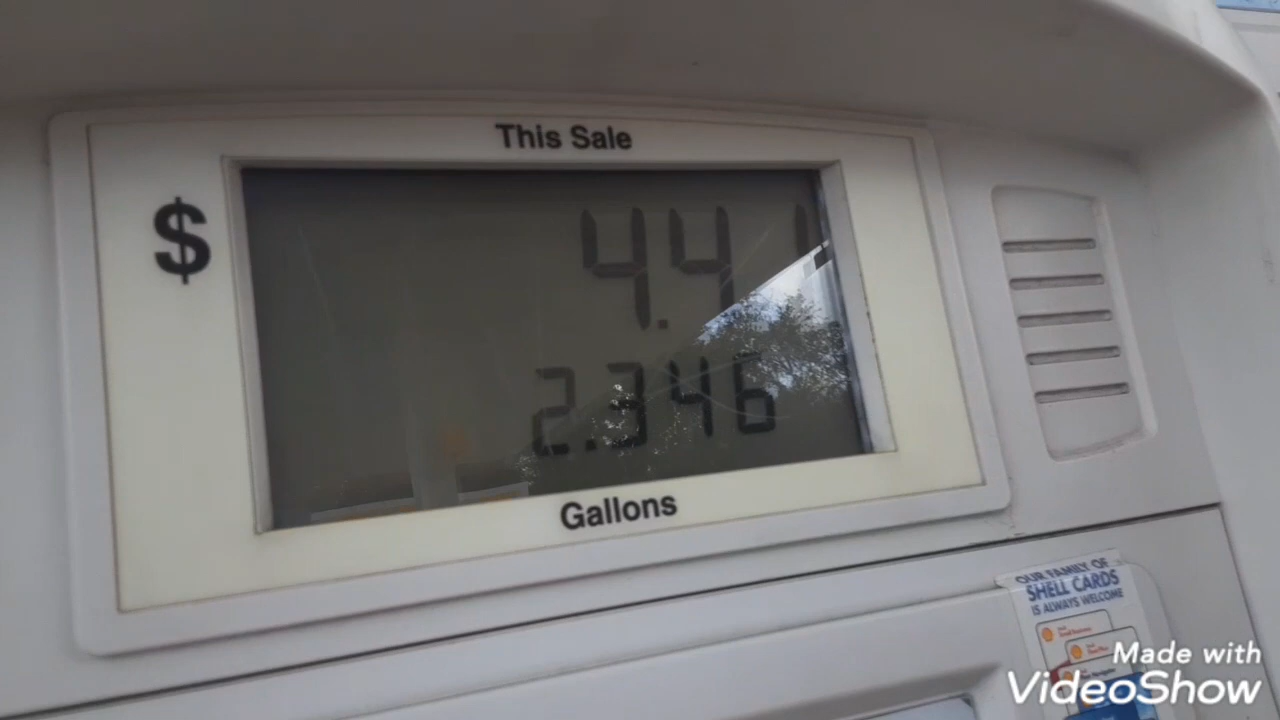 This Sale
$
4.41
2.346
Gallons
OUR FAMILY OF
SHELL CARDS
IS ALWAYS WELCOME
Made with
VideoShow